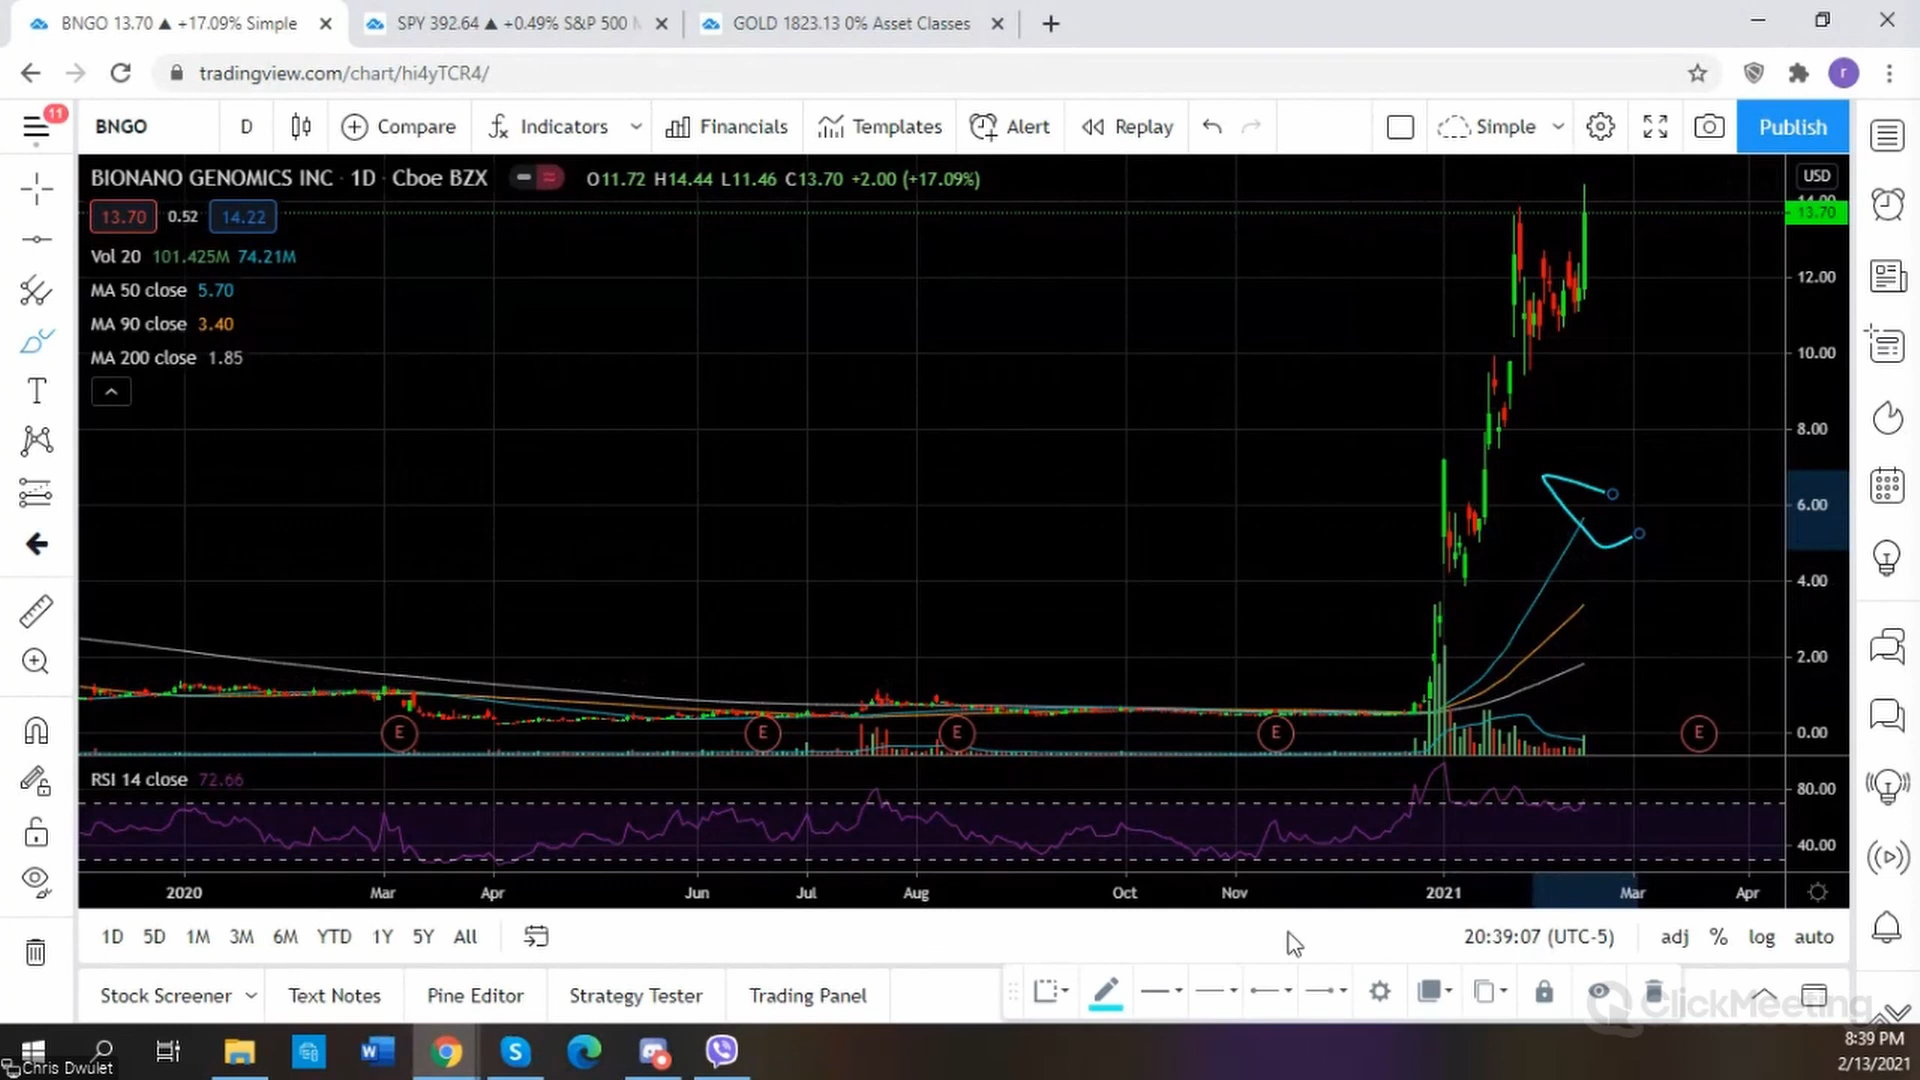 BNGO 13.70 ▲ +17.09% Simple
SPY 392.64 ▲ +0.49% S&P 500
GOLD 1823.13 0% Asset Classes
tradingview.com/chart/hi4yTCR4/
r
11
BNGO
D
Compare
Indicators
Financials
Templates
Alert
Replay
Simple
Publish
BIONANO GENOMICS INC · 1D · Cboe BZX
O11.72 H14.44 L11.46 C13.70 +2.00 (+17.09%)
USD
13.70 0.52 14.22
14.00
13.70
Vol 20 101.425M 74.21M
MA 50 close 5.70
MA 90 close 3.40
MA 200 close 1.85
12.00
10.00
8.00
6.00
4.00
2.00
0.00
E E E E E
RSI 14 close 72.66
80.00
40.00
2020 Mar Apr Jun Jul Aug Oct Nov 2021 Mar Apr
1D 5D 1M 3M 6M YTD 1Y 5Y All
20:39:07 (UTC-5) adj % log auto
Stock Screener Text Notes Pine Editor Strategy Tester Trading Panel
ClickMeeting
Chris Dwulet
8:39 PM
2/13/2021